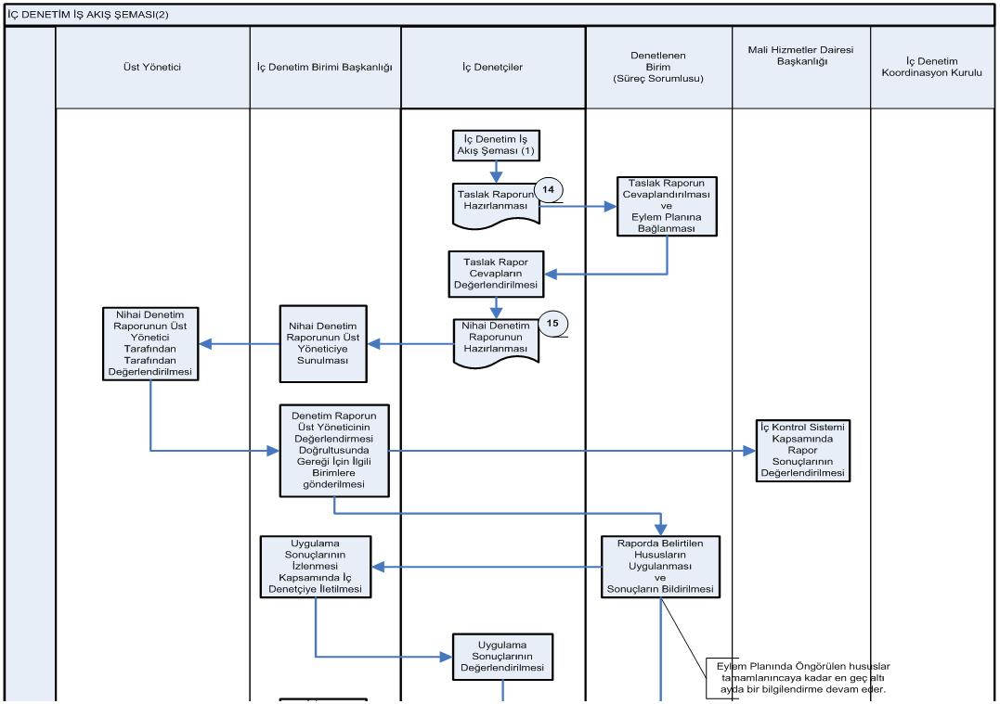 İÇ DENETİM İŞ AKIŞ ŞEMASI(2)
Üst Yönetici
İç Denetim Birimi Başkanlığı
İç Denetçiler
Denetlenen
Birim
(Süreç Sorumlusu)
Mali Hizmetler Dairesi
Başkanlığı
İç Denetim
Koordinasyon Kurulu
İç Denetim İş
Akış Şeması (1)
Taslak Raporun
Hazırlanması
14
Taslak Raporun
Cevaplandırılması
ve
Eylem Planına
Bağlanması
Taslak Rapor
Cevapların
Değerlendirilmesi
Nihai Denetim
Raporunun
Hazırlanması
15
Nihai Denetim
Raporunun Üst
Yöneticiye
Sunulması
Nihai Denetim
Raporunun Üst
Yönetici
Tarafından
Tarafından
Değerlendirilmesi
Denetim Raporun
Üst Yöneticinin
Değerlendirmesi
Doğrultusunda
Gereği İçin İlgili
Birimlere
gönderilmesi
İç Kontrol Sistemi
Kapsamında
Rapor
Sonuçlarının
Değerlendirilmesi
Raporda Belirtilen
Hususların
Uygulanması
ve
Sonuçların Bildirilmesi
Uygulama
Sonuçlarının
İzlenmesi
Kapsamında İç
Denetçiye İletilmesi
Uygulama
Sonuçlarının
Değerlendirilmesi
Eylem Planında Öngörülen hususlar
tamamlanıncaya kadar en geç altı
ayda bir bilgilendirme devam eder.